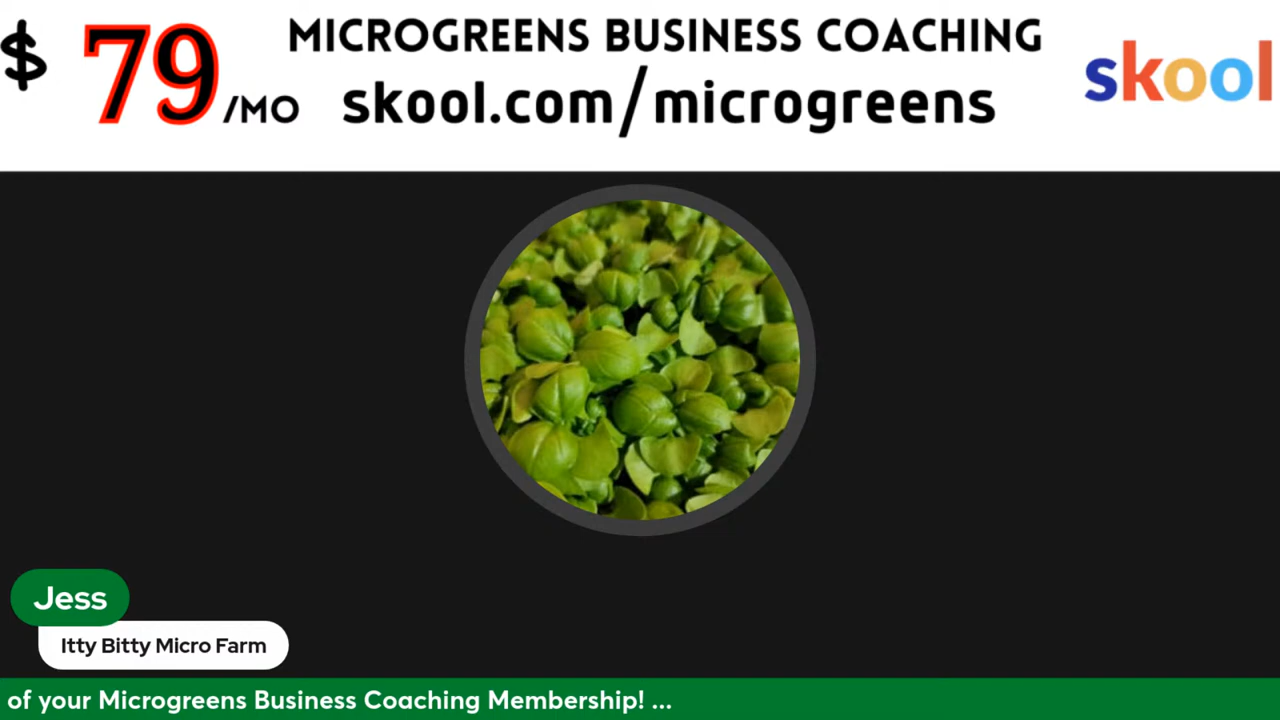 $79/MO
MICROGREENS BUSINESS COACHING
skool.com/microgreens
skool
Jess
Itty Bitty Micro Farm
of your Microgreens Business Coaching Membership! ...